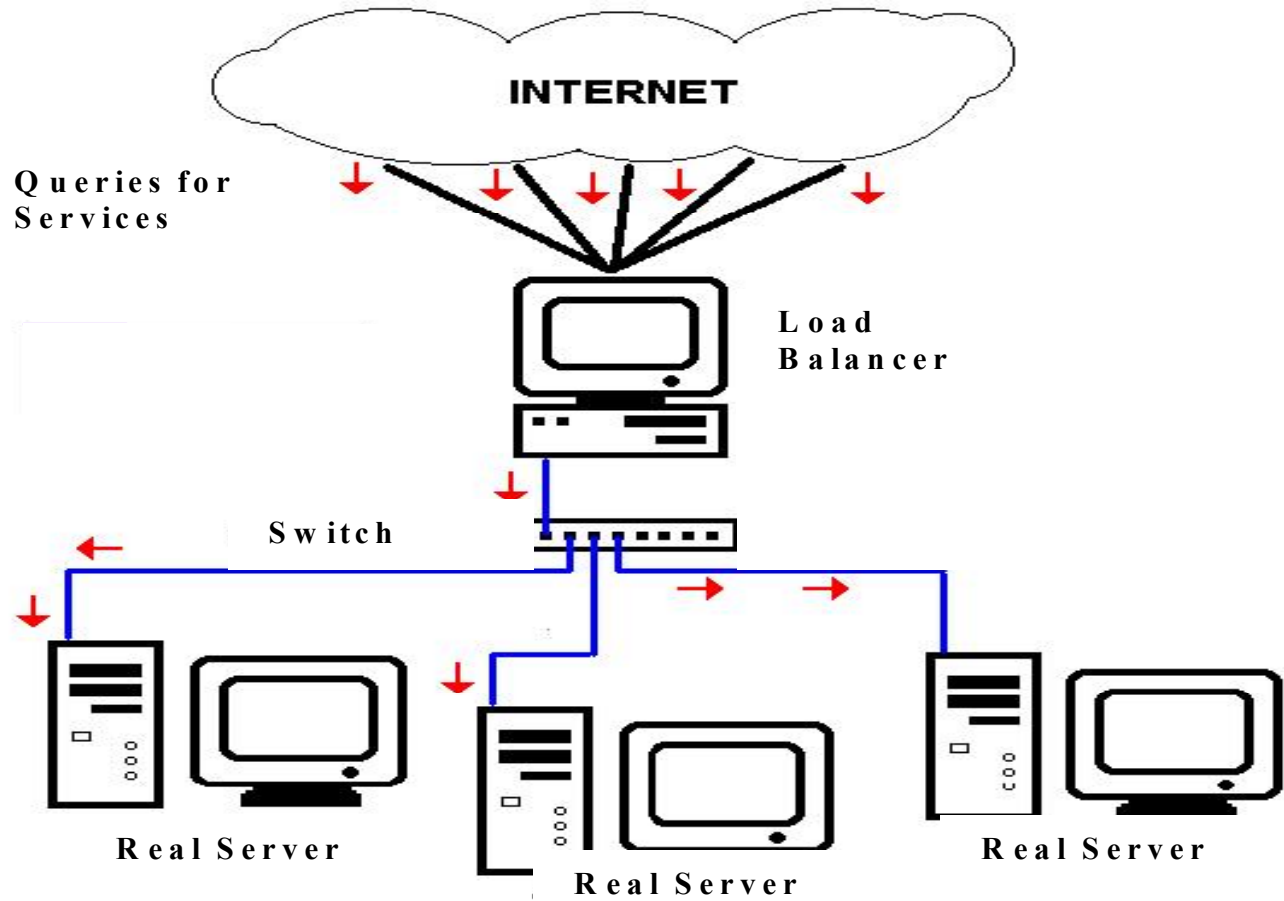 INTERNET
Queries for
Services
Load
Balancer
Switch
Real Server
Real Server
Real Server